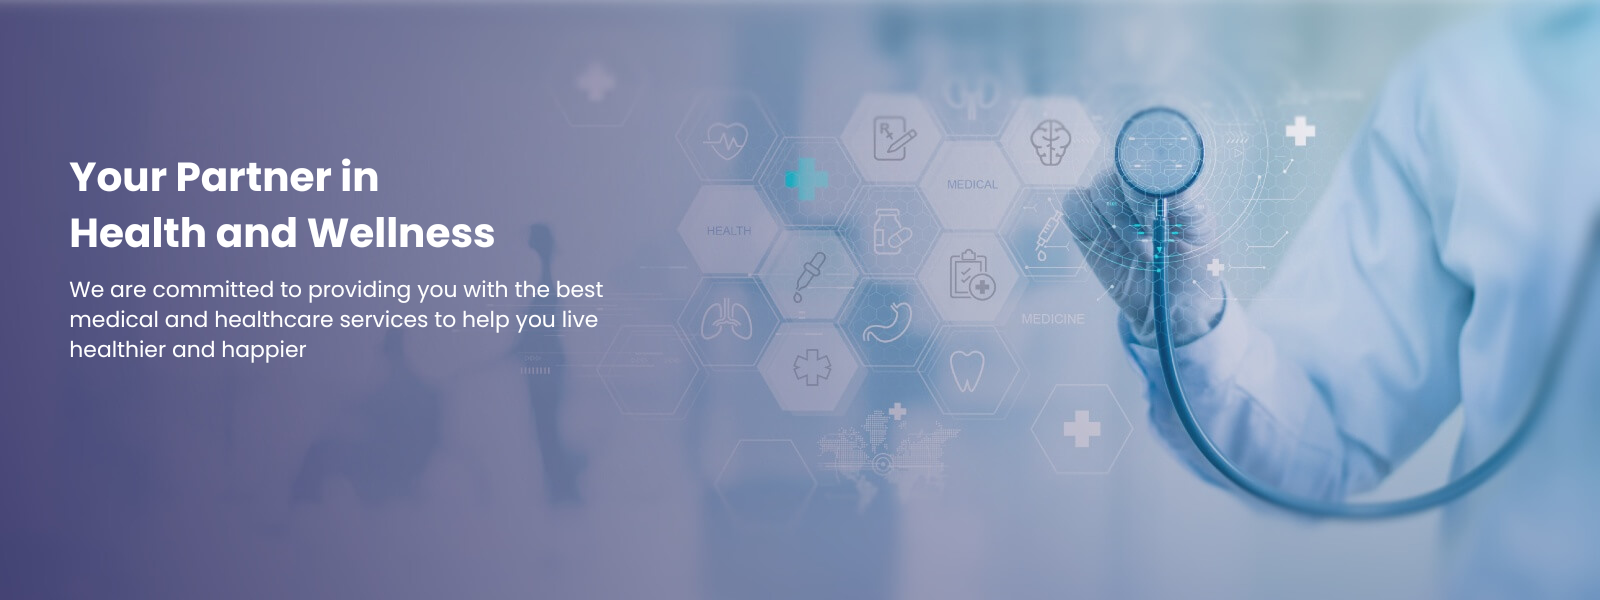 Your Partner in
Health and Wellness
We are committed to providing you with the best
medical and healthcare services to help you live
healthier and happier
HEALTH
MEDICAL
MEDICINE
Rx